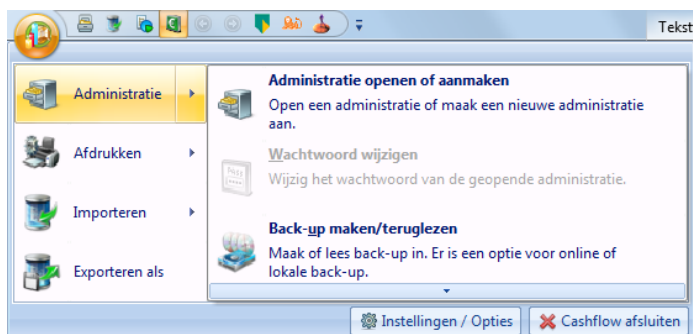 Tekst
Administratie
Afdrukken
Importeren
Exporteren als
Administratie openen of aanmaken
Open een administratie of maak een nieuwe administratie
aan.
Wachtwoord wijzigen
Wijzig het wachtwoord van de geopende administratie.
Back-up maken/teruglezen
Maak of lees back-up in. Er is een optie voor online of
lokale back-up.
Instellingen / Opties
Cashflow afsluiten